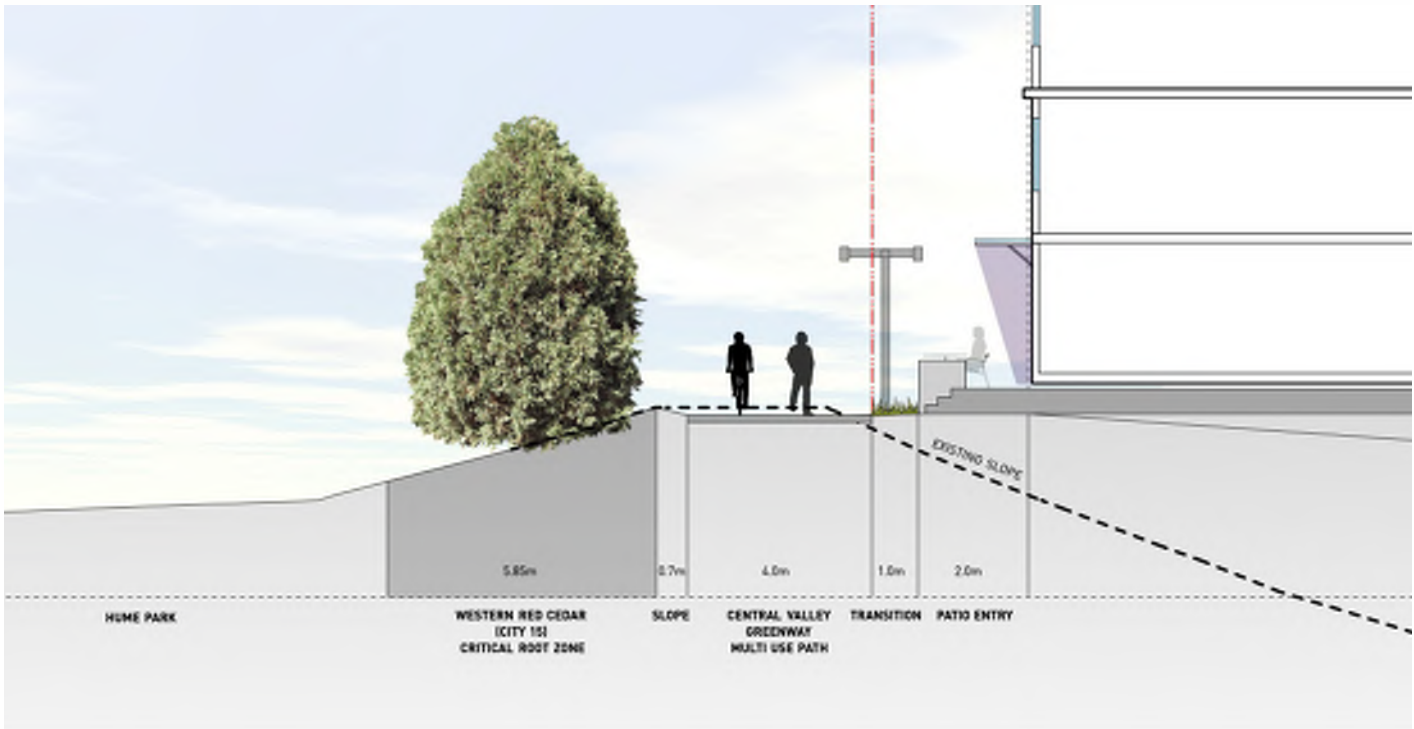 EXISTING SLOPE
5.85m
0.7m
4.0m
1.0m
2.0m
HUME PARK
WESTERN RED CEDAR
(CITY 15)
CRITICAL ROOT ZONE
SLOPE
CENTRAL VALLEY
GREENWAY
MULTI USE PATH
TRANSITION
PATIO ENTRY